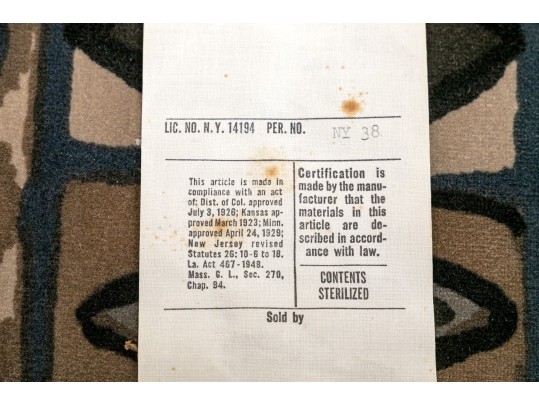 LIC. NO. N.Y. 14194 PER. NO. NY 38
This article is made in
compliance with an act
of; Dist. of Col. approved
July 3, 1926; Kansas ap-
proved March 1923; Minn.
approved April 24, 1929;
New Jersey revised
Statutes 26: 10-6 to 18.
La. Act 467-1948.
Mass. G. L., Sec. 270,
Chap. 94.
Certification is
made by the manu-
facturer that the
materials in this
article are de-
scribed in accord-
ance with law.
CONTENTS
STERILIZED
Sold by